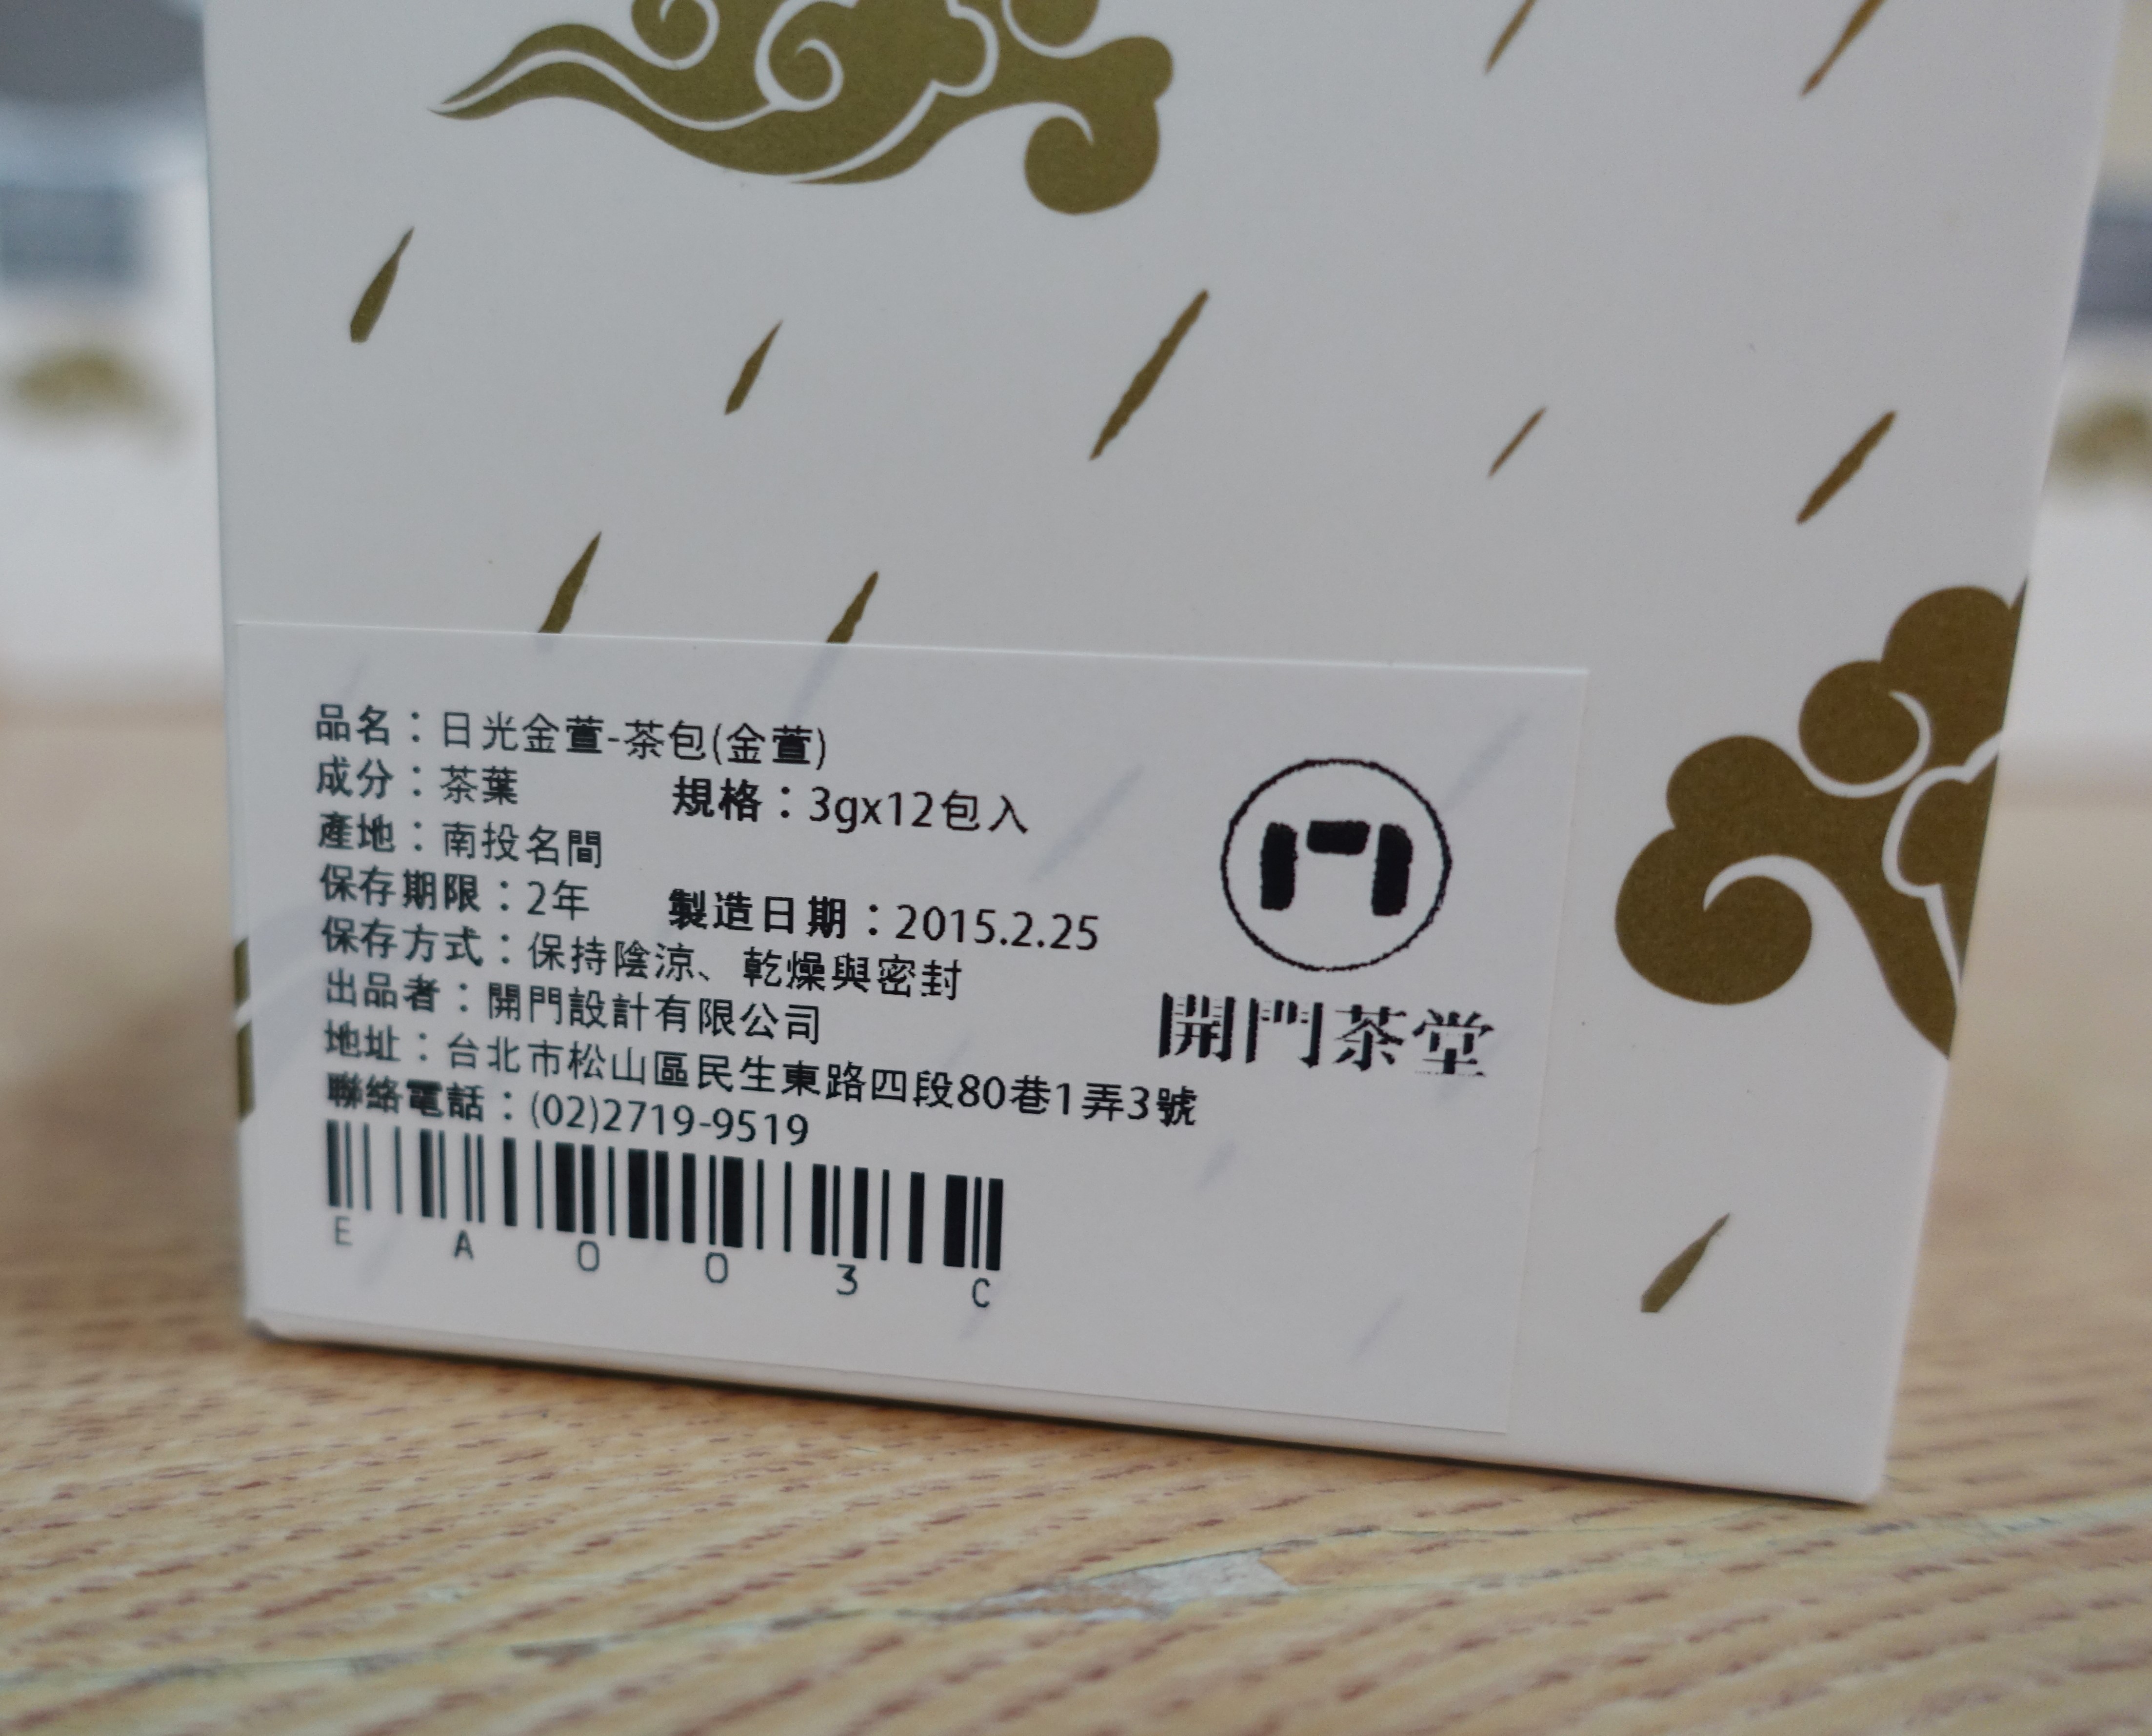 品名：日光金萱-茶包(金萱)
成分：茶葉 規格：3gx12包入
產地：南投名間
保存期限：2年 製造日期：2015.2.25
保存方式：保持陰涼、乾燥與密封
出品者：開門設計有限公司
地址：台北市松山區民生東路四段80巷1弄3號
聯絡電話：(02)2719-9519
EA003C
開門茶堂